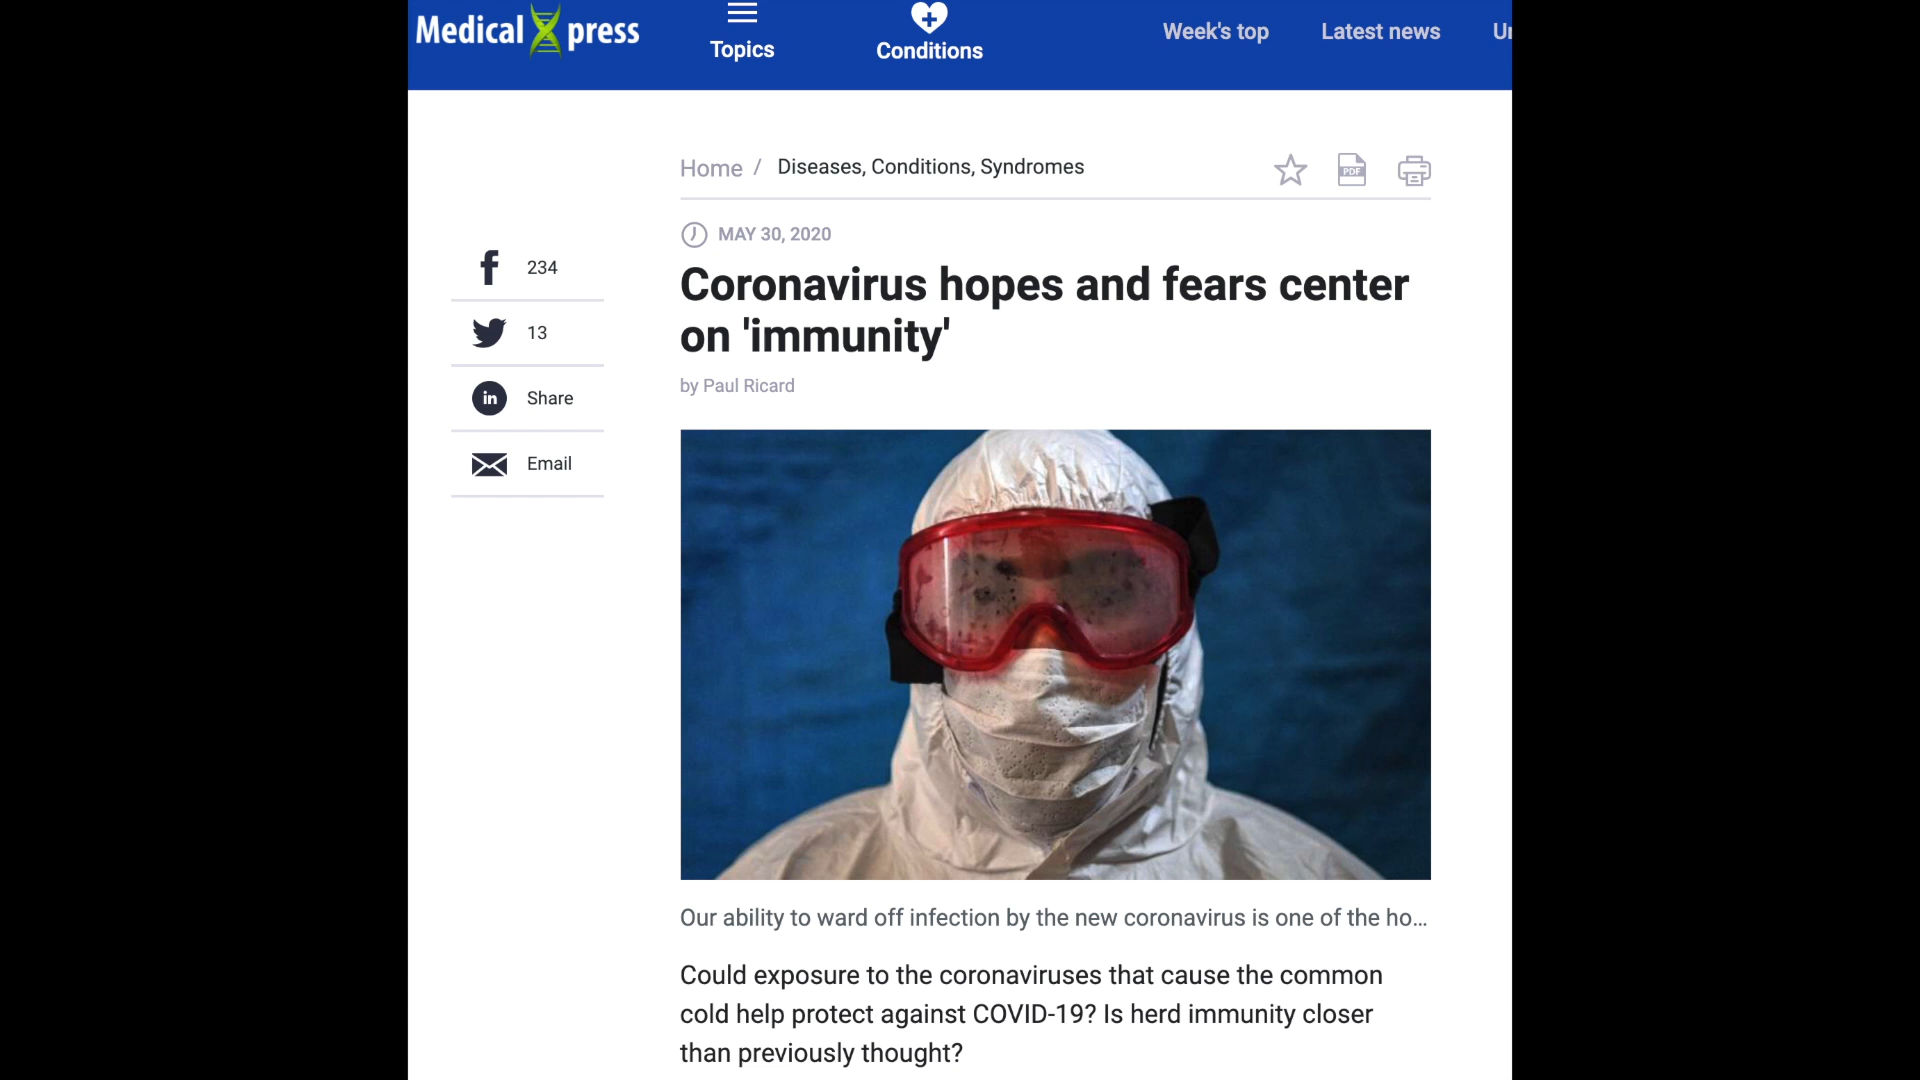 Medical Xpress
Topics
Conditions
Week's top
Latest news
Home / Diseases, Conditions, Syndromes
PDF
MAY 30, 2020
Coronavirus hopes and fears center
on 'immunity'
by Paul Ricard
234
13
in Share
Email
Our ability to ward off infection by the new coronavirus is one of the ho...
Could exposure to the coronaviruses that cause the common
cold help protect against COVID-19? Is herd immunity closer
than previously thought?